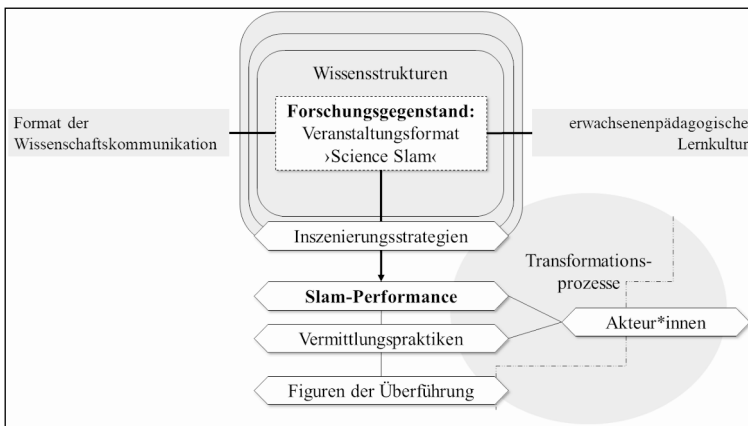 Wissensstrukturen
Forschungsgegenstand:
Veranstaltungsformat
›Science Slam‹
Format der
Wissenschaftskommunikation
erwachsenenpädagogische
Lernkultur
Inszenierungsstrategien
Transformations-
prozesse
Slam-Performance
Akteur*innen
Vermittlungspraktiken
Figuren der Überführung